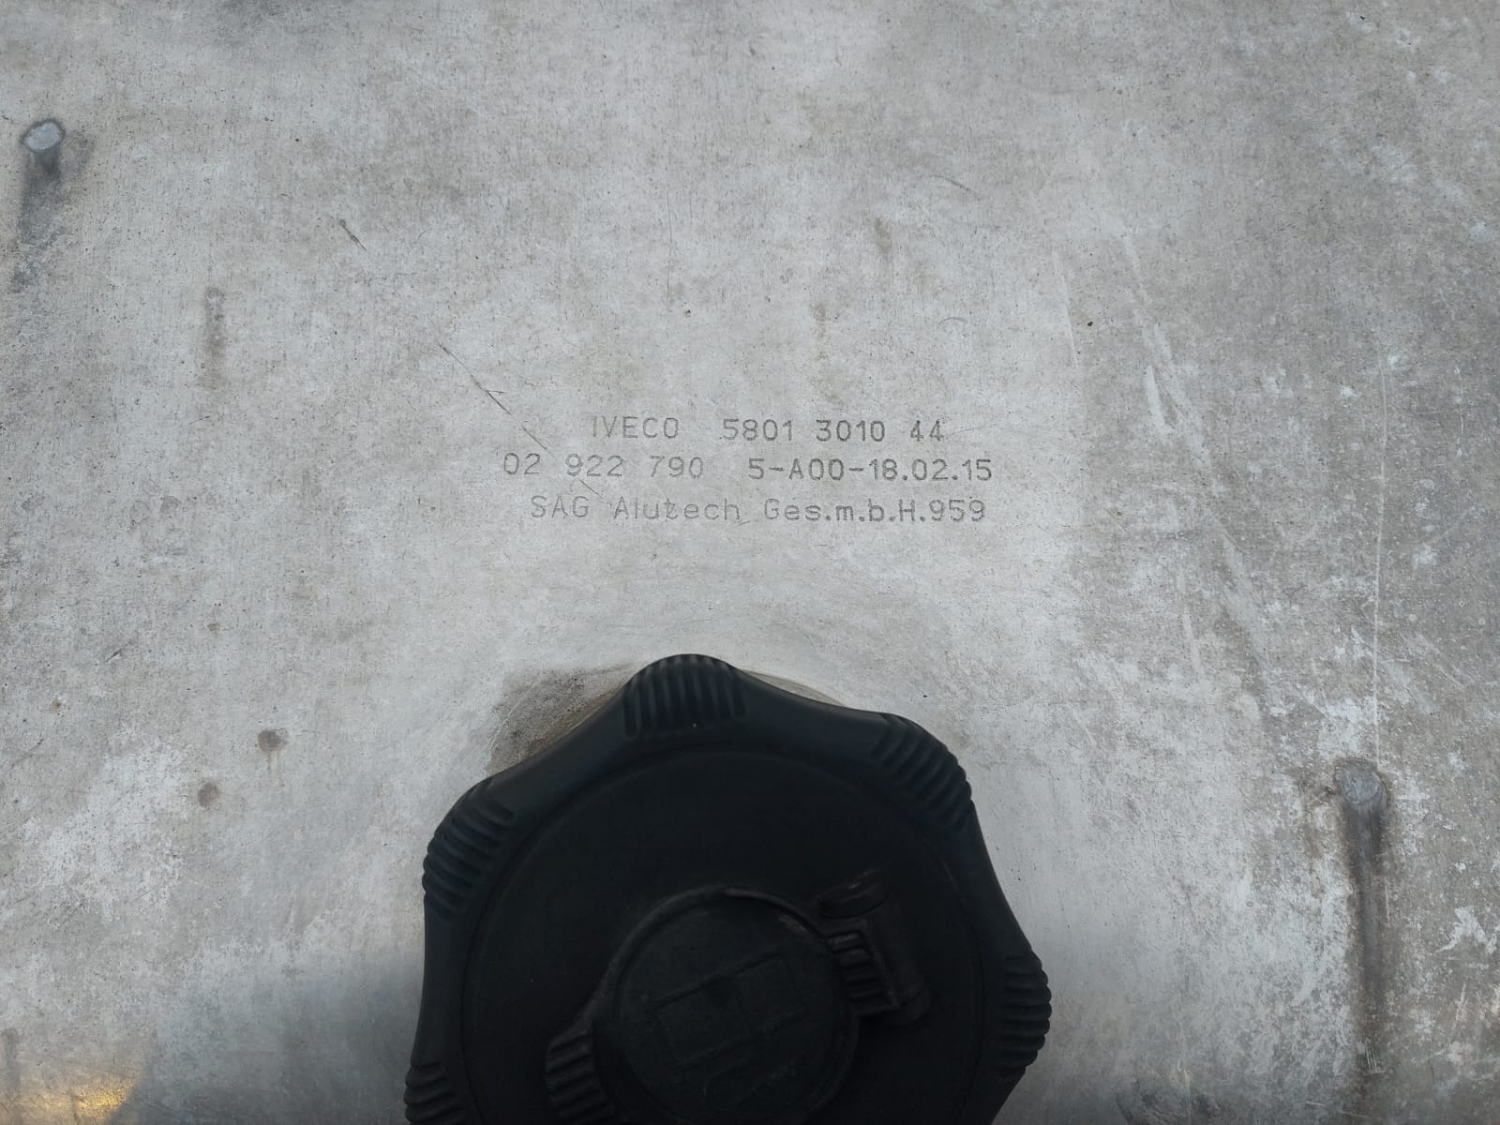 IVECO 5801 3010 44
02 922 790 5-A00-18.02.15
SAG Alutech Ges.m.b.H.959